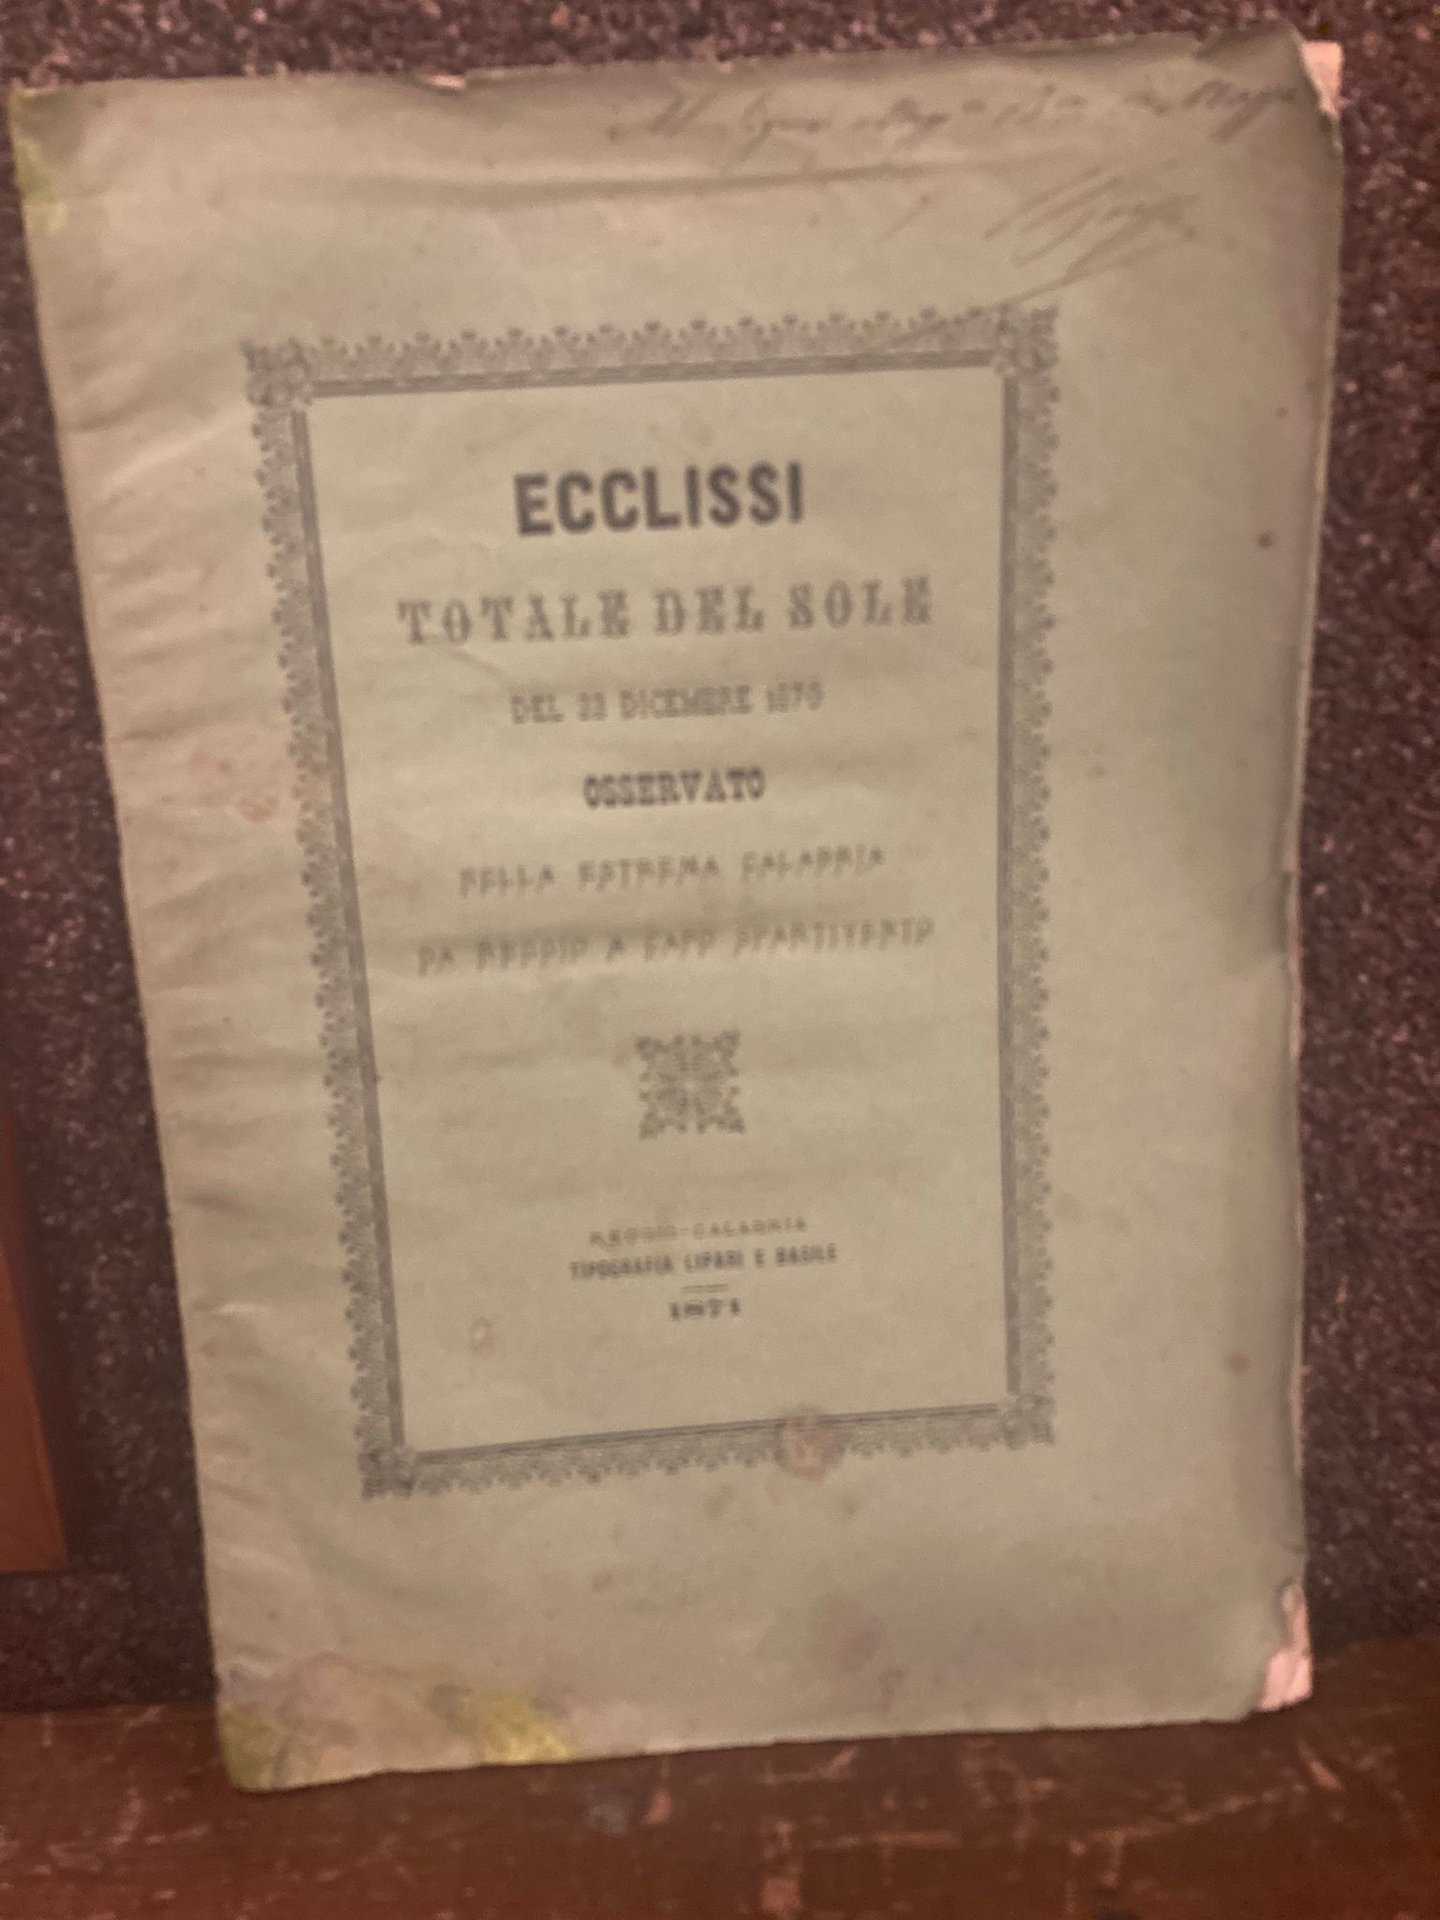 ECCLISSI
TOTALE DEL SOLE
DEL 22 DICEMBRE 1870
OSSERVATO
NELLA ESTREMA CALABRIA
DA REGGIO A CAPO SPARTIVENTO
REGGIO-CALABRIA
TIPOGRAFIA LIPARI E BASILE
1871